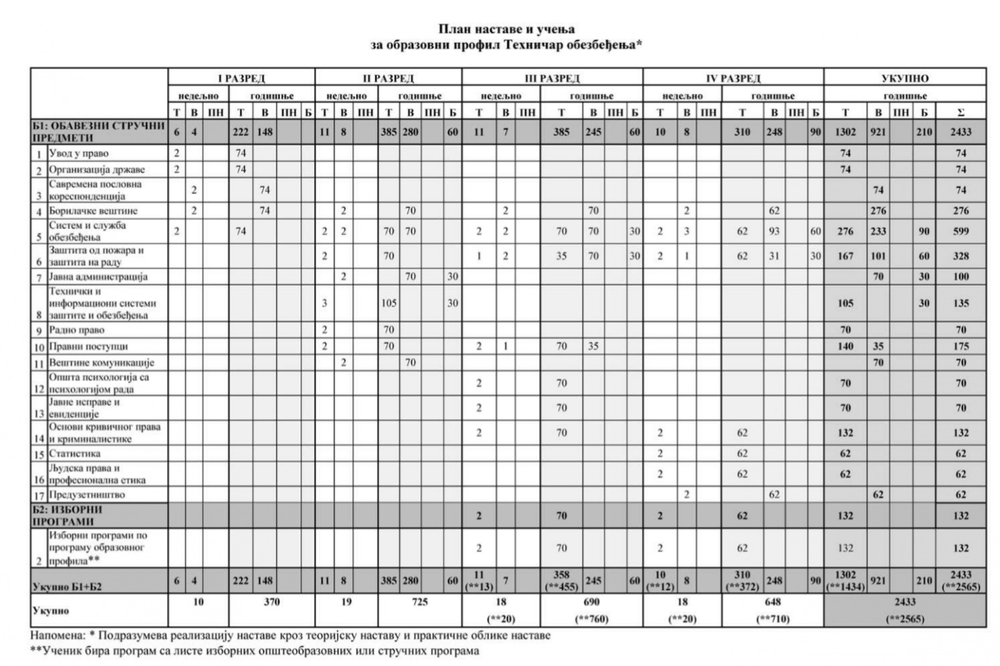 План наставе и учења
за образовни профил Техничар обезбеђења*
I РАЗРЕД II РАЗРЕД III РАЗРЕД IV РАЗРЕД УКУПНО
недељно годишње недељно годишње недељно годишње недељно годишње годишње
Т В ПН Т В ПН Б Т В ПН Т В ПН Б Т В ПН Т В ПН Б Т В ПН Т В ПН Б Т В ПН Б Σ
Б1: ОБАВЕЗНИ СТРУЧНИ
ПРЕДМЕТИ 6 4 222 148 11 8 385 280 60 11 7 385 245 60 10 8 310 248 90 1302 921 210 2433
1 Увод у право 2 74 74 74
2 Организација државе 2 74 74 74
Савремена пословна
3 кореспонденција 2 74 74 74
4 Борилачке вештине 2 74 2 70 2 70 2 62 276 276
Систем и служба
5 обезбеђења 2 74 2 2 70 70 2 2 70 70 30 2 3 62 93 60 276 233 90 599
Заштита од пожара и
6 заштита на раду 2 70 1 2 35 70 30 2 1 62 31 30 167 101 60 328
7 Јавна администрација 2 70 30 70 30 100
Технички и
информациони системи
8 заштите и обезбеђења 3 105 30 105 30 135
9 Радно право 2 70 70 70
10 Правни поступци 2 70 2 1 70 35 140 35 175
11 Вештине комуникације 2 70 70 70
Општа психологија са
12 психологијом рада 2 70 70 70
Јавне исправе и
13 евиденције 2 70 70 70
Основи кривичног права
14 и криминалистике 2 70 2 62 132 132
15 Статистика 2 62 62 62
Људска права и
16 професионална етика 2 62 62 62
17 Предузетништво 2 62 62 62
Б2: ИЗБОРНИ
ПРОГРАМИ 2 70 2 62 132 132
Изборни програми по
програму образовног
2 профила** 2 70 2 62 132 132
Укупно Б1+Б2 6 4 222 148 11 8 385 280 60 11 (**13) 7 358 (**455) 245 60 10 (**12) 8 310 (**372) 248 90 1302 (**1434) 921 210 2433 (**2565)
Укупно 10 370 19 725 18 (**20) 690 (**760) 18 (**20) 648 (**710) 2433 (**2565)
Напомена: * Подразумева реализацију наставе кроз теоријску наставу и практичне облике наставе
**Ученик бира програм са листе изборних општеобразовних или стручних програма